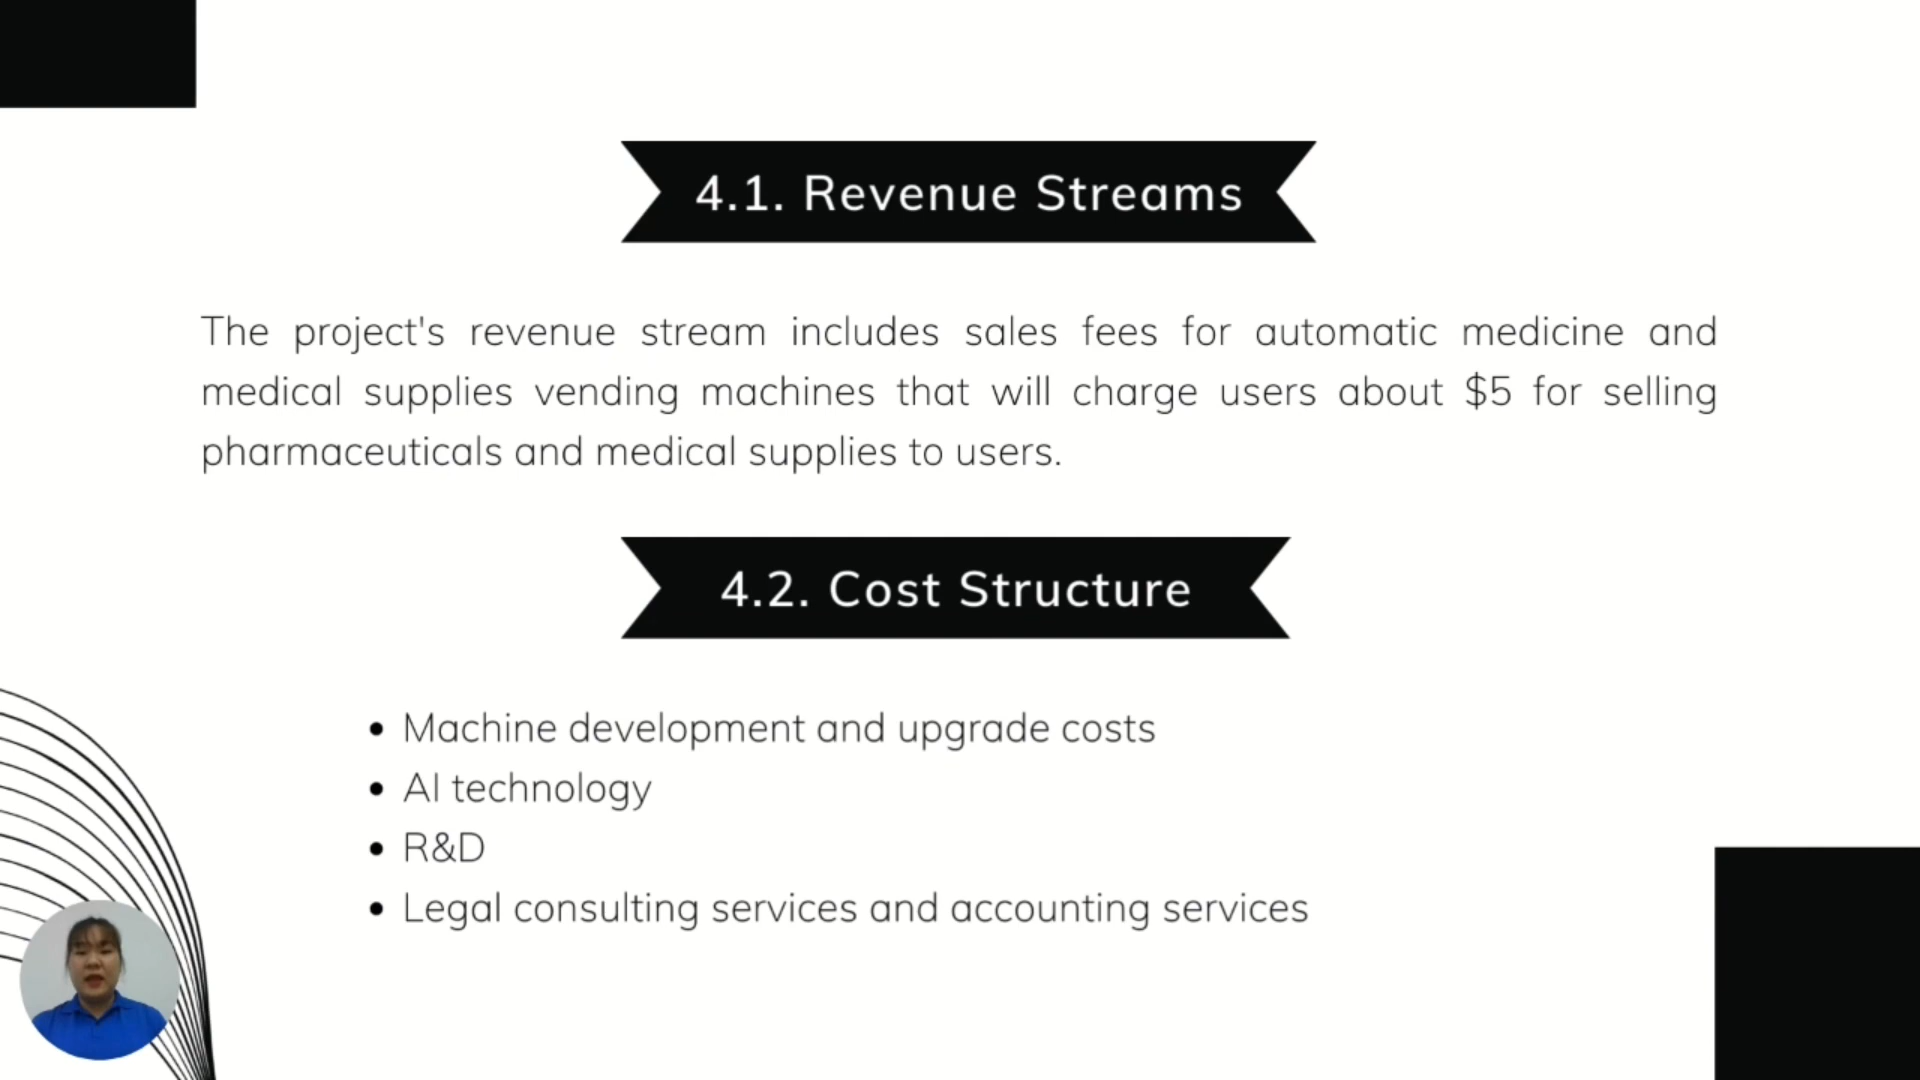 4.1. Revenue Streams
The project's revenue stream includes sales fees for automatic medicine and
medical supplies vending machines that will charge users about $5 for selling
pharmaceuticals and medical supplies to users.
4.2. Cost Structure
• Machine development and upgrade costs
• AI technology
• R&D
• Legal consulting services and accounting services